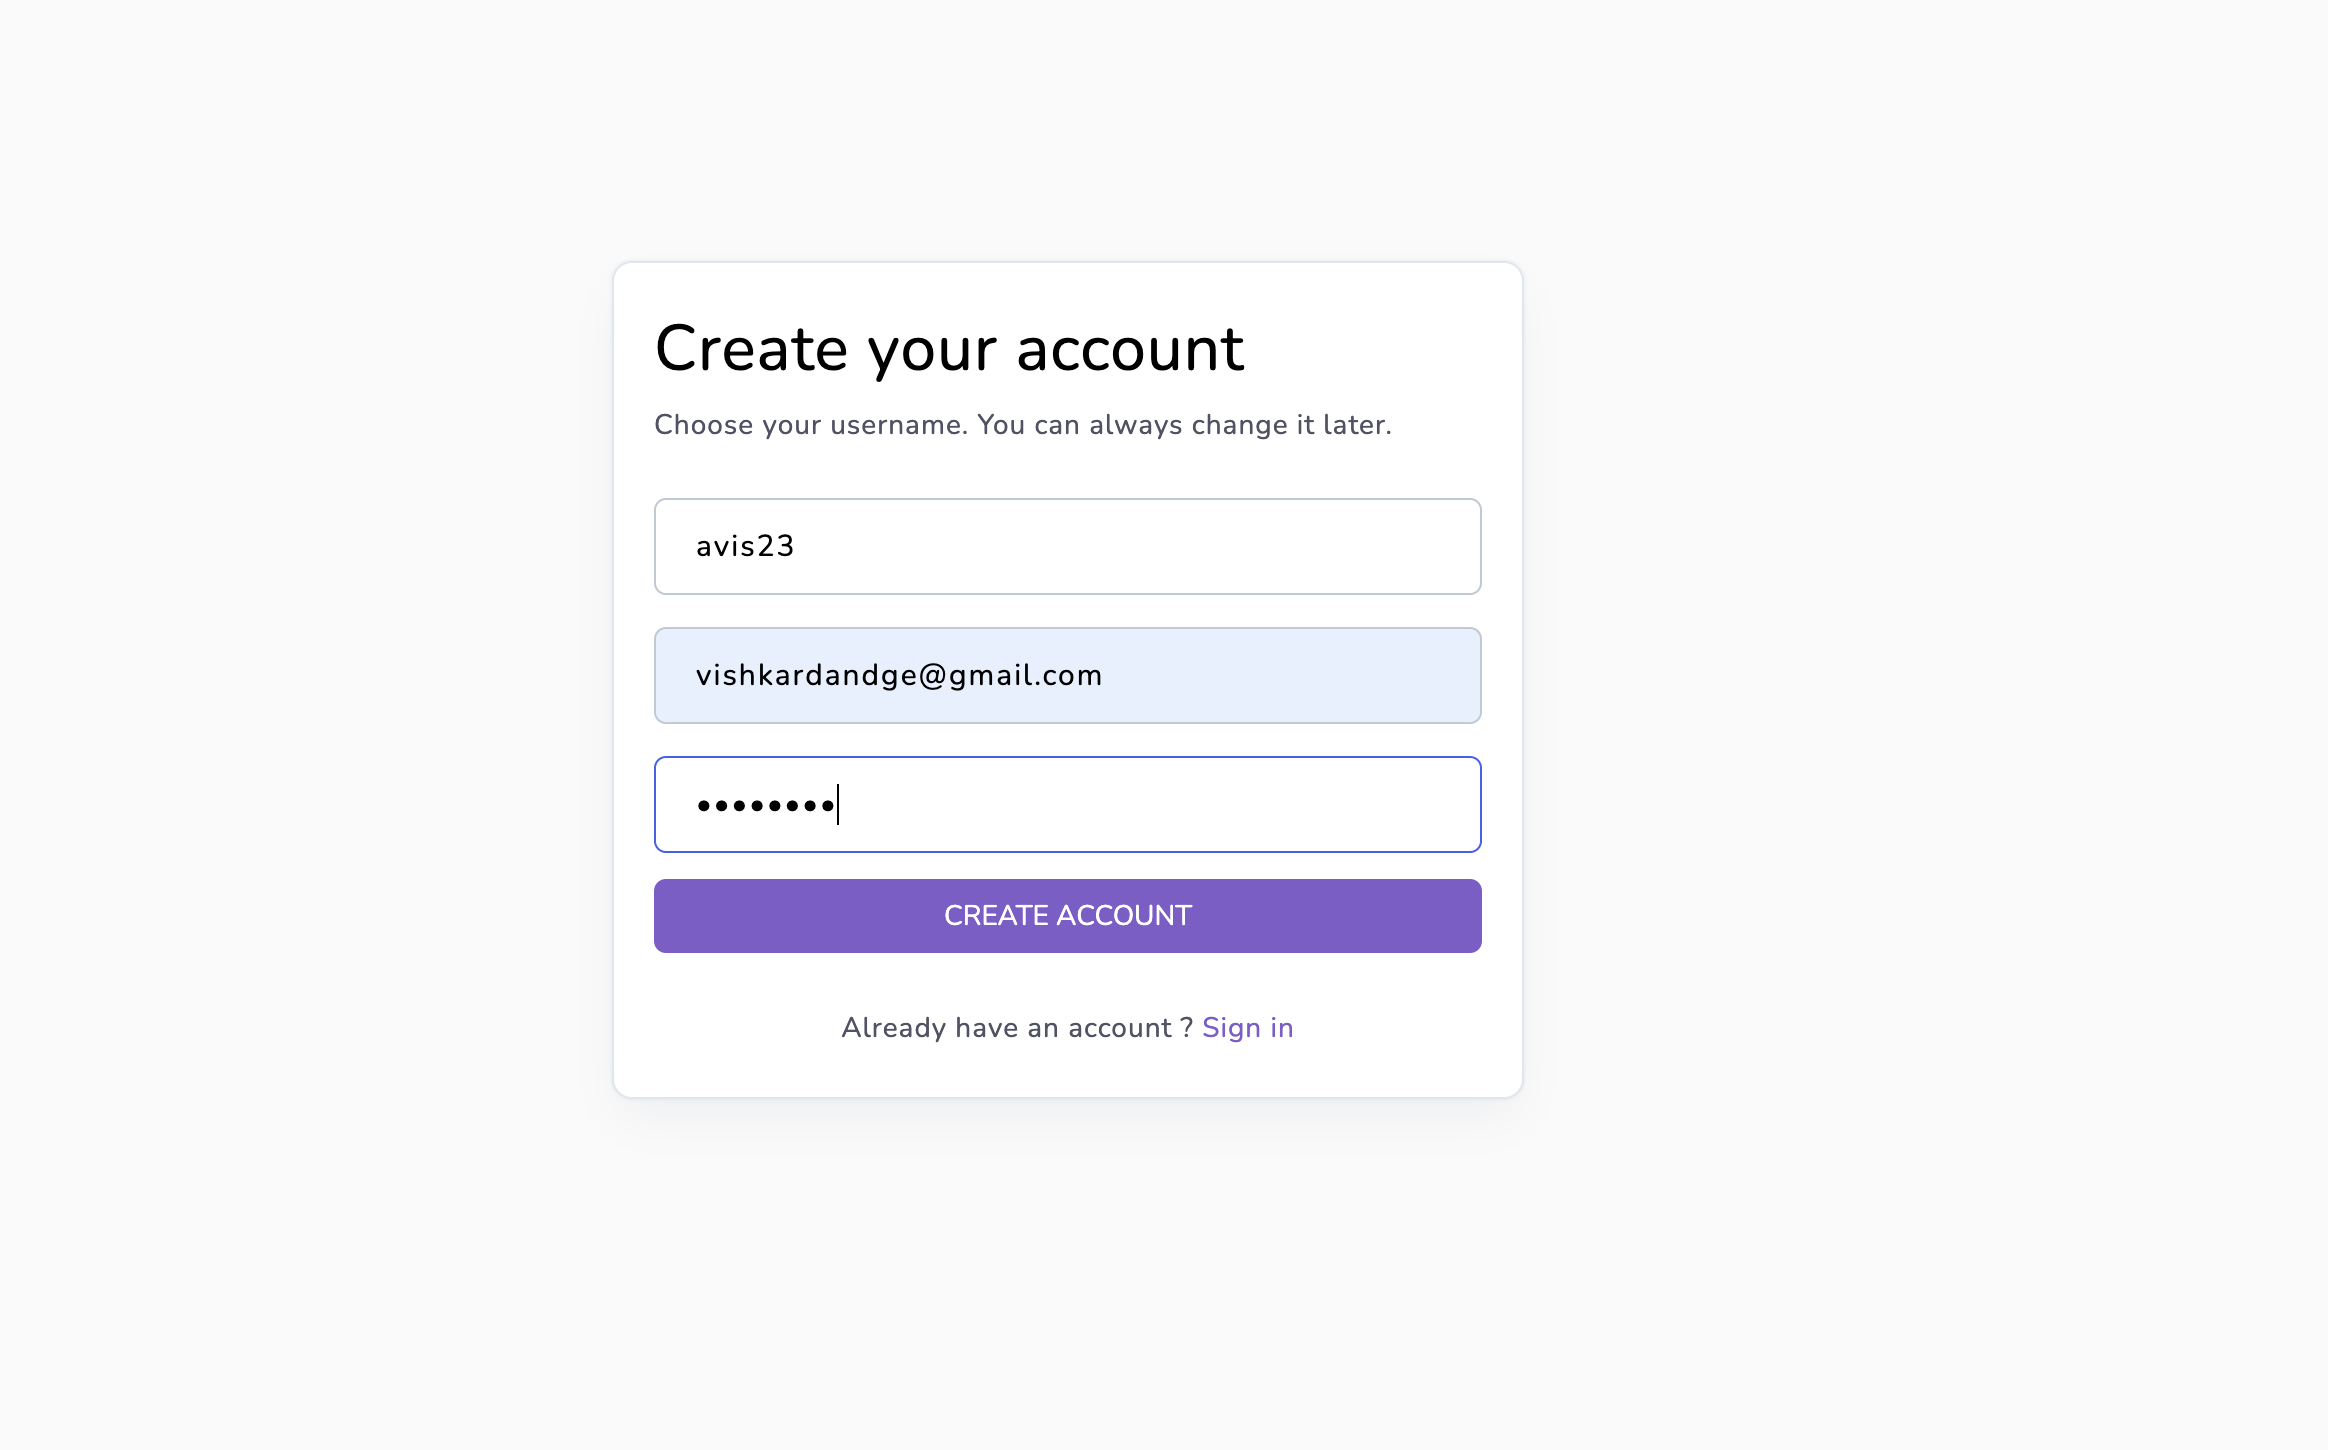 Create your account
Choose your username. You can always change it later.
avis23
vishkardandge@gmail.com
••••••••
CREATE ACCOUNT
Already have an account ? Sign in